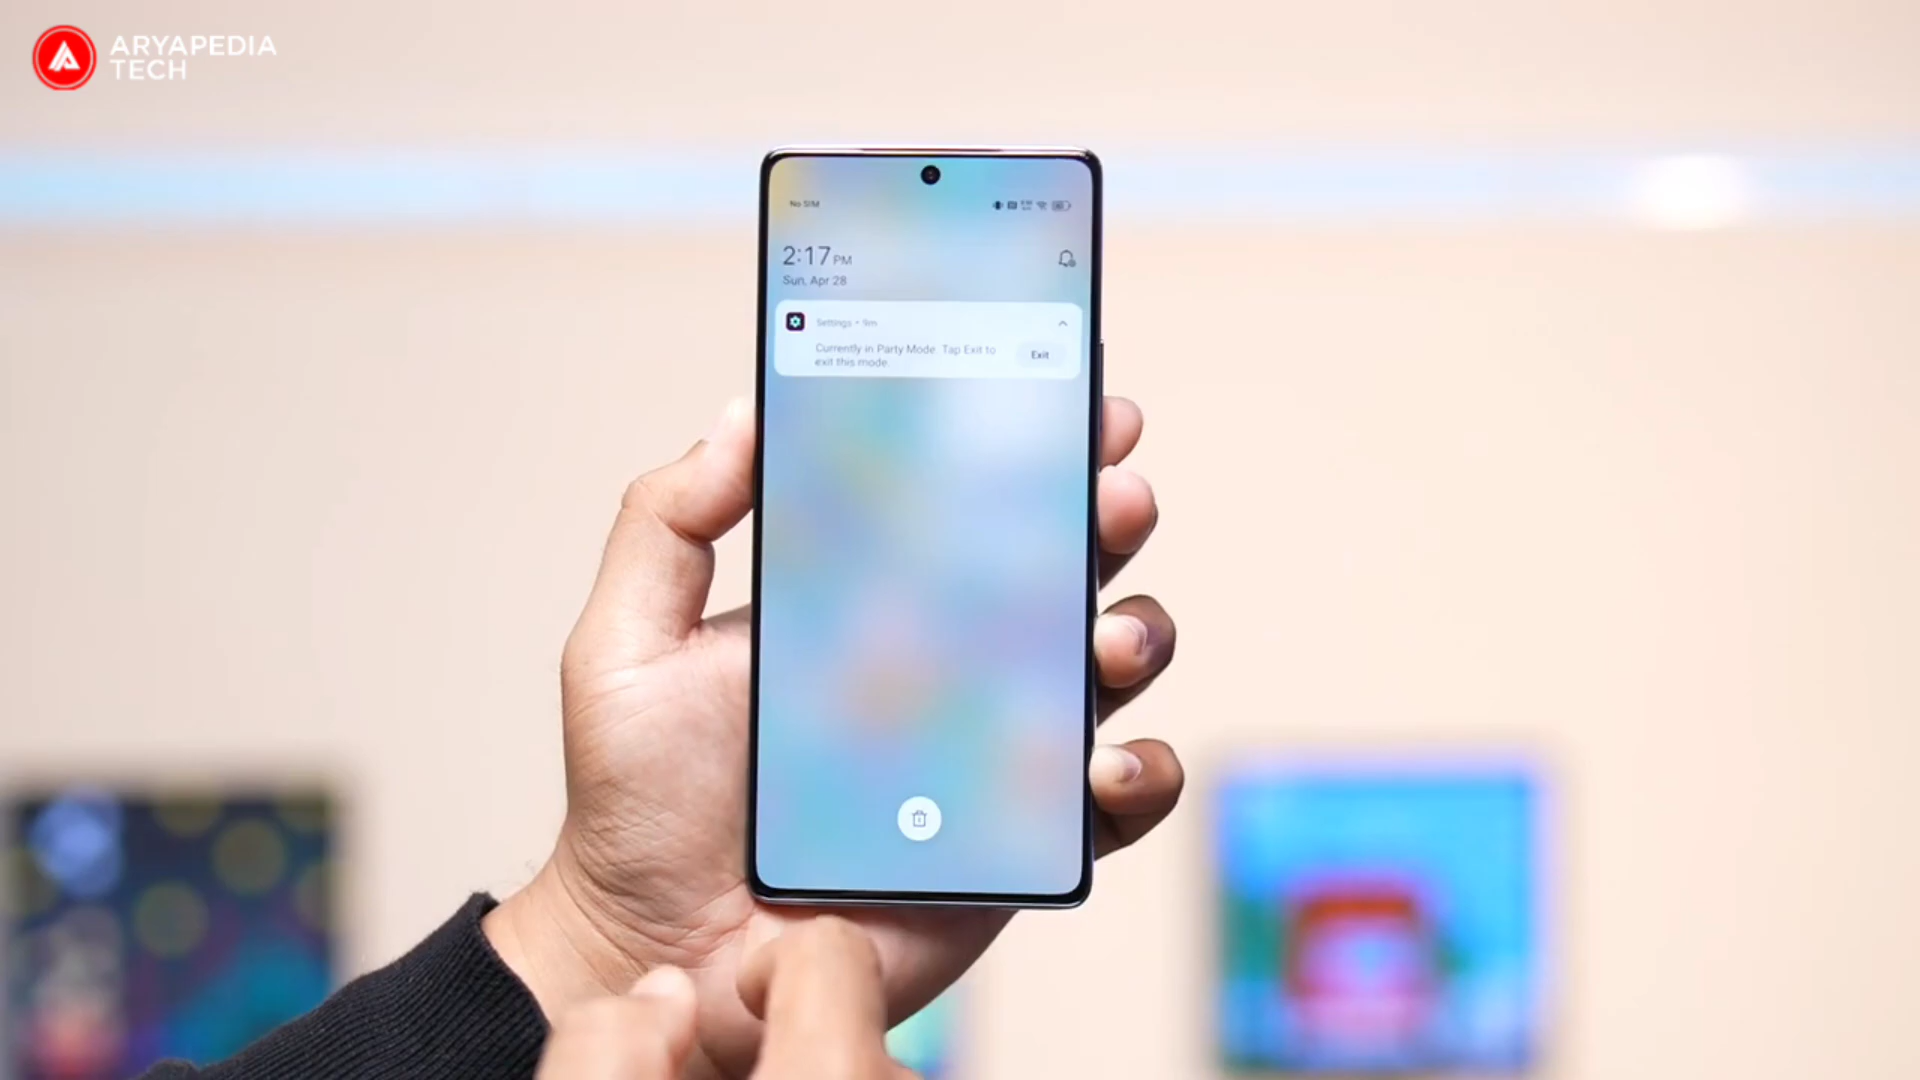 ARYAPEDIA
TECH
No SIM
2:17 PM
Sun, Apr 28
Settings • 9m
Currently in Party Mode. Tap Exit to
exit this mode.
Exit